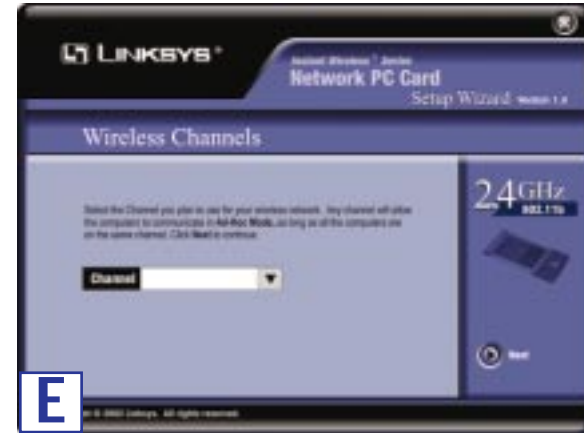 LINKSYS®
Instant Wireless™ Series
Network PC Card
Setup Wizard Version 1.0
Wireless Channels
Select the Channel you plan to use for your wireless network. Any channel will allow
the computers to communicate in Ad-Hoc Mode, as long as all the computers are
on the same channel. Click Next to continue.
2.4GHz
802.11b
Channel
Next
E
© 2002 Linksys. All rights reserved.